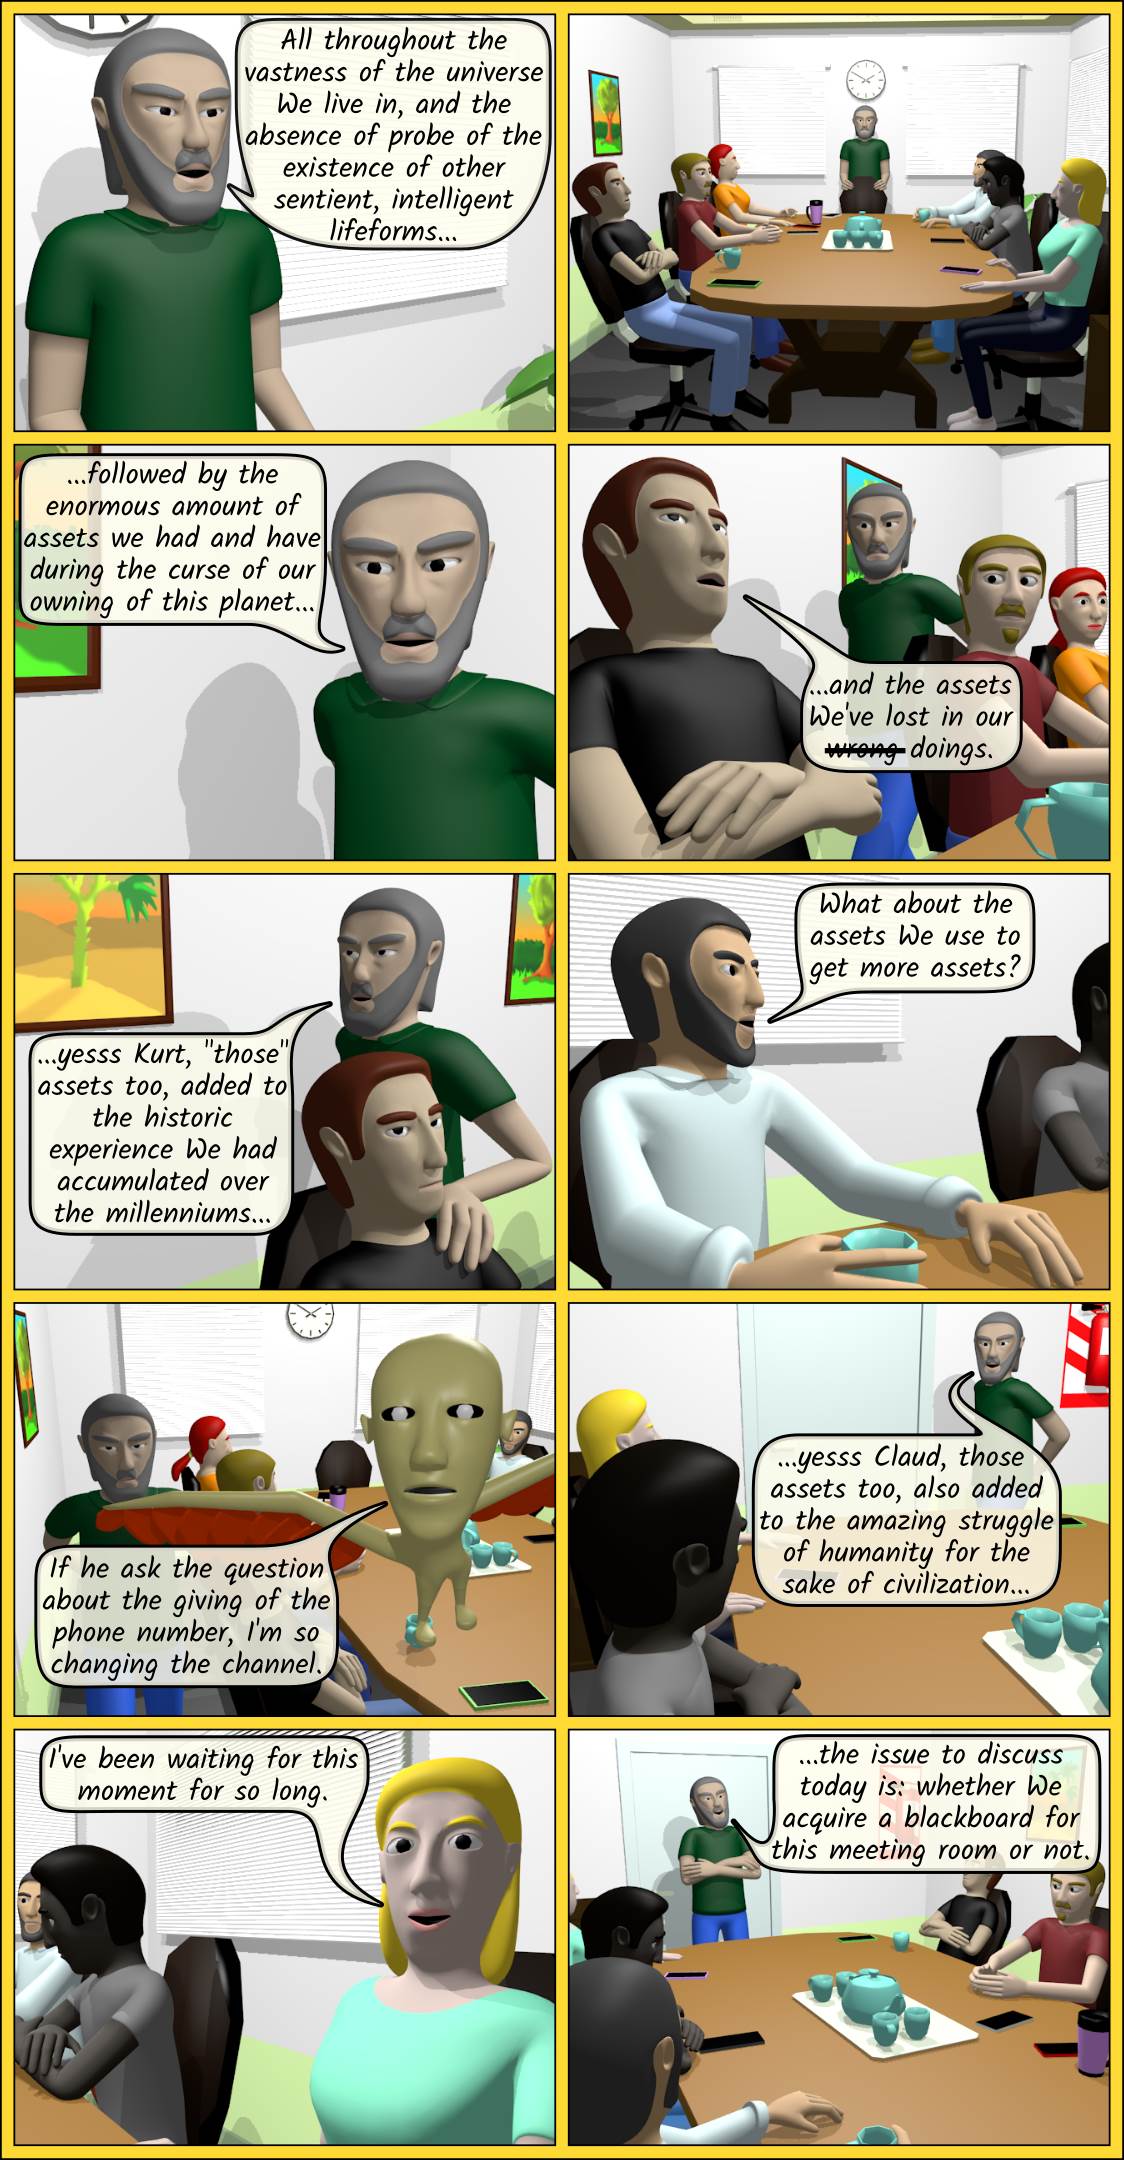 All throughout the
vastness of the universe
We live in, and the
absence of probe of the
existence of other
sentient, intelligent
lifeforms...
...followed by the
enormous amount of
assets we had and have
during the curse of our
owning of this planet...
...and the assets
We've lost in our
wrong doings.
...yesss Kurt, "those"
assets too, added to
the historic
experience We had
accumulated over
the millenniums...
What about the
assets We use to
get more assets?
If he ask the question
about the giving of the
phone number, I'm so
changing the channel.
...yesss Claud, those
assets too, also added
to the amazing struggle
of humanity for the
sake of civilization...
I've been waiting for this
moment for so long.
...the issue to discuss
today is: whether We
acquire a blackboard for
this meeting room or not.